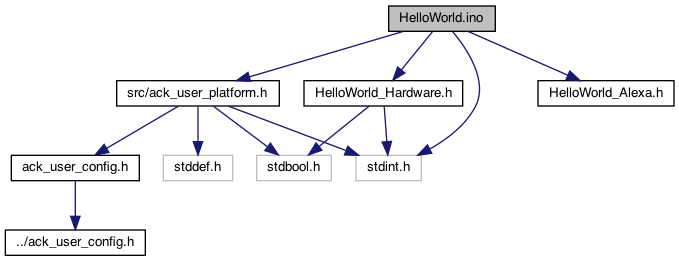 HelloWorld.ino
src/ack_user_platform.h
HelloWorld_Hardware.h
HelloWorld_Alexa.h
ack_user_config.h
stddef.h
stdbool.h
stdint.h
../ack_user_config.h